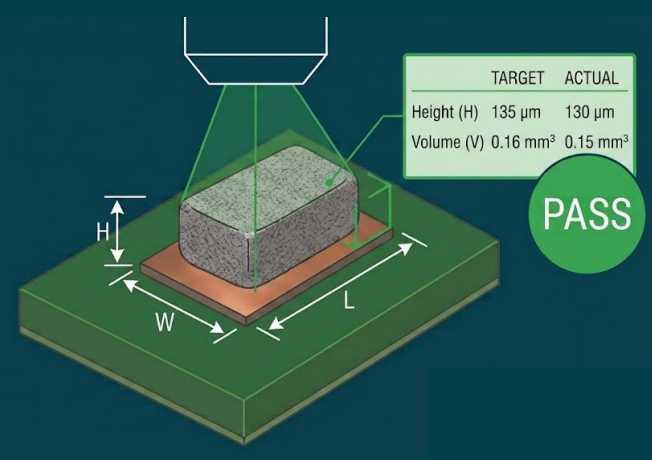 TARGET ACTUAL
Height (H) 135 µm 130 µm
Volume (V) 0.16 mm³ 0.15 mm³
PASS
H
W
L